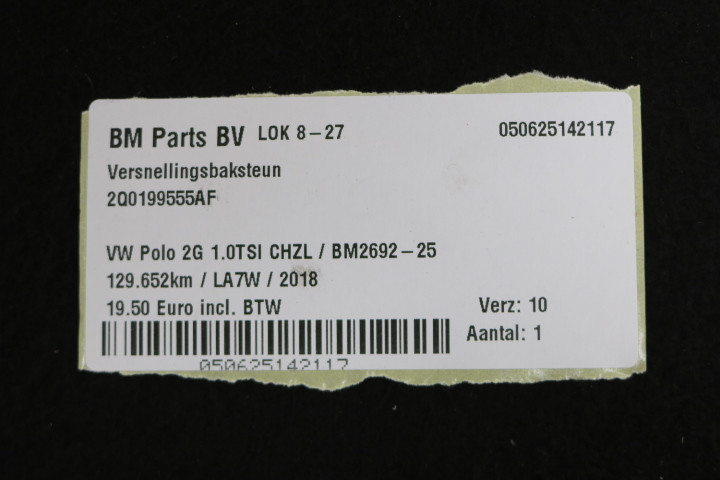 BM Parts BV LOK 8-27 050625142117
Versnellingsbaksteun
2Q0199555AF
VW Polo 2G 1.0TSI CHZL / BM2692-25
129.652km / LA7W / 2018
19.50 Euro incl. BTW Verz: 10
Aantal: 1
050625142117